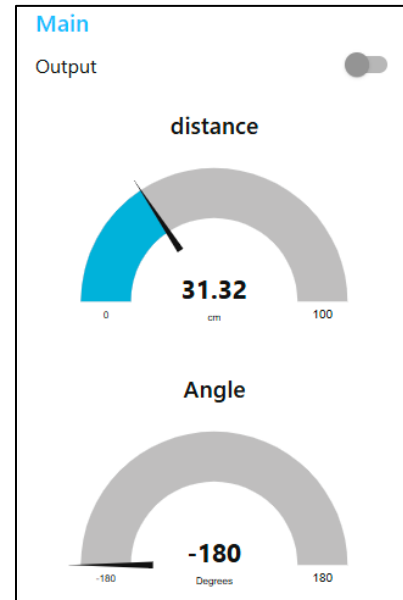 Main
Output
distance
31.32
cm
0
100
Angle
-180
Degrees
-180
180